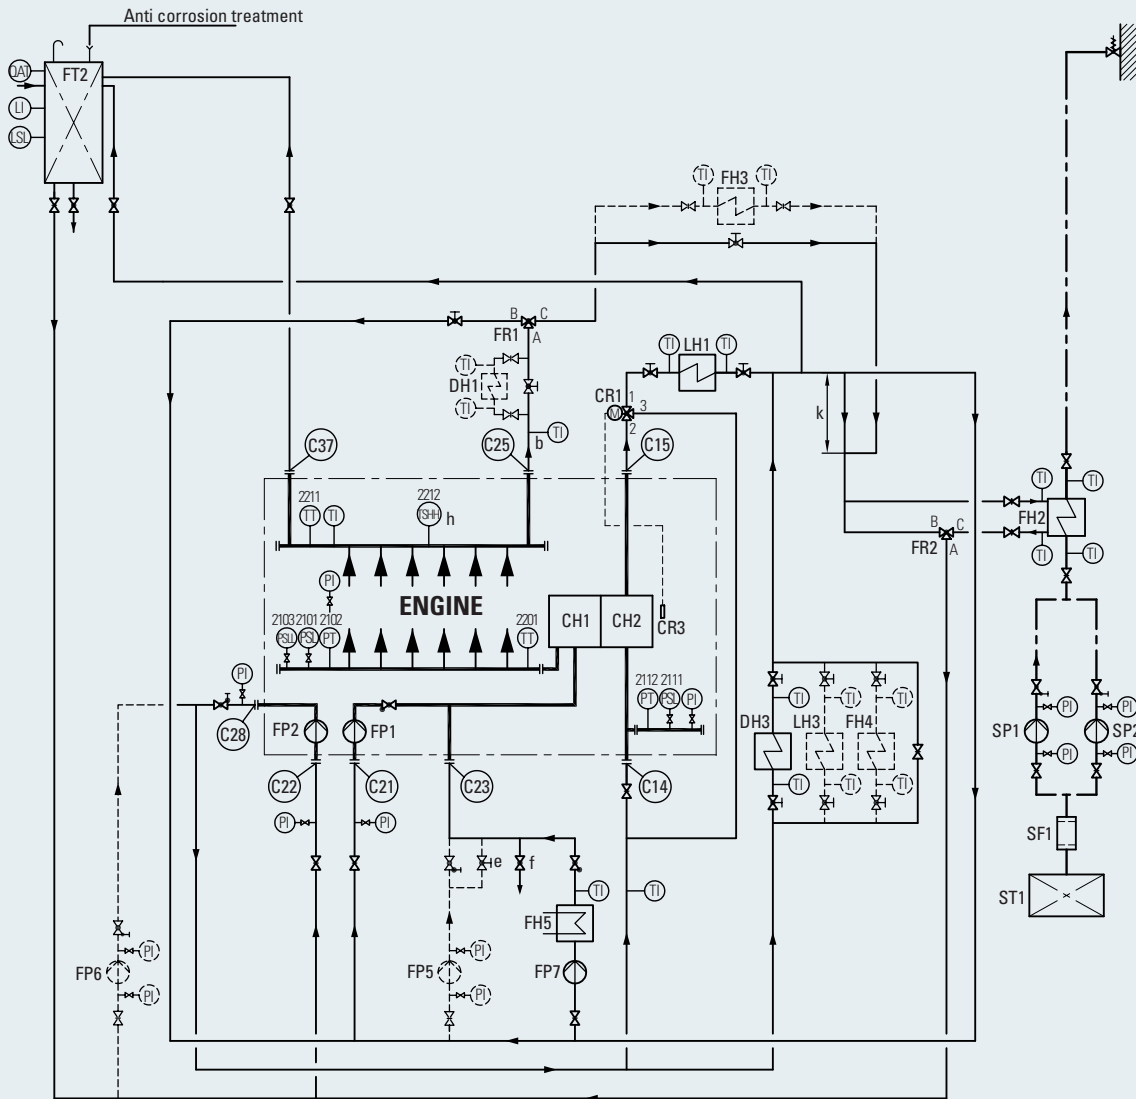 Anti corrosion treatment
QAT
FT2
LI
LSL
TI
FH3
TI
B
C
FR1
A
TI
DH1
TI
b
TI
TI
LH1
TI
CR1
M
1
3
2
k
C37
C25
C15
2211
TT
TI
2212
TSHH
h
PI
ENGINE
CH1
CH2
CR3
2103
PSLL
2101
PSL
2102
PT
2201
TT
2112
PT
2111
PSL
PI
PI
C28
FP2
FP1
C22
C21
C23
C14
PI
PI
e
f
TI
TI
FH5
FP6
PI
PI
FP5
PI
PI
FP7
B
C
FR2
A
TI
TI
FH2
TI
TI
TI
TI
TI
DH3
LH3
FH4
TI
TI
TI
SP1
PI
PI
SP2
PI
PI
SF1
ST1